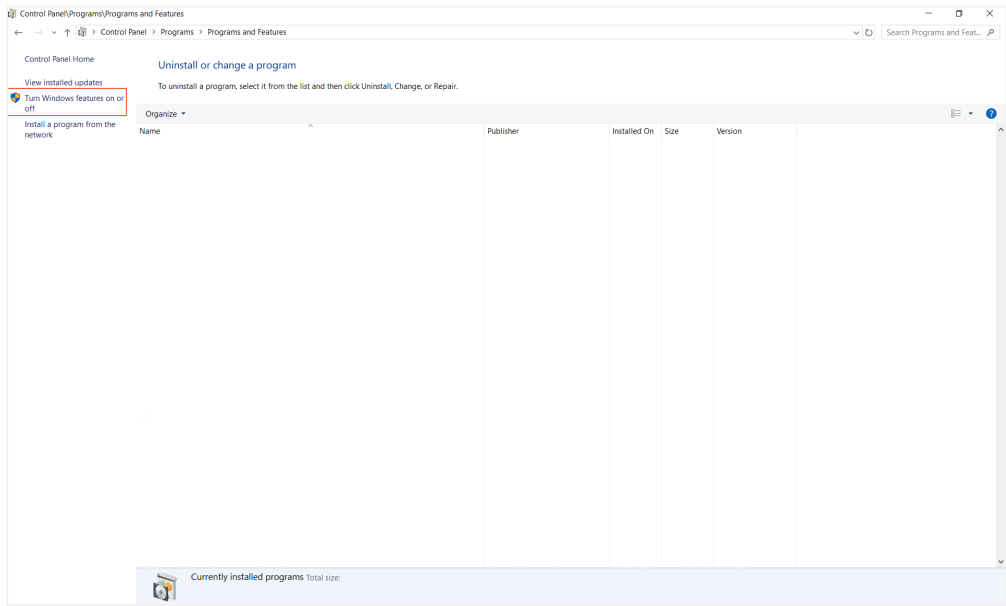 Control Panel\Programs\Programs and Features
Control Panel > Programs > Programs and Features
Search Programs and Feat...
Control Panel Home
View installed updates
Turn Windows features on or
off
Install a program from the
network
Uninstall or change a program
To uninstall a program, select it from the list and then click Uninstall, Change, or Repair.
Organize
Name Publisher Installed On Size Version
Currently installed programs Total size: